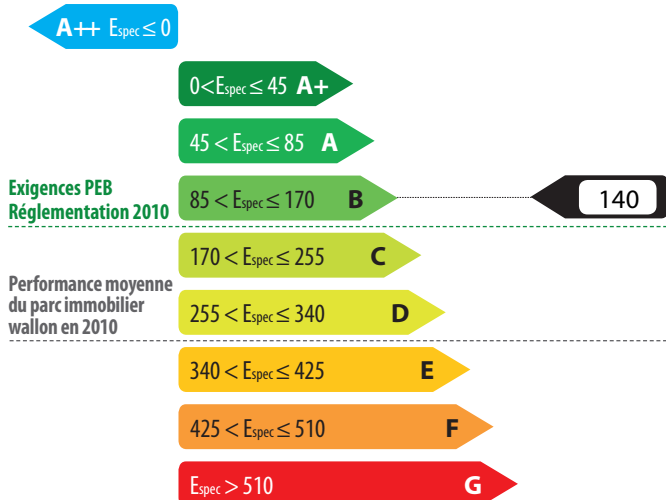 A++ Espec ≤ 0
0<Espec ≤ 45 A+
45 < Espec ≤ 85 A
Exigences PEB
Réglementation 2010
85 < Espec ≤ 170 B
140
170 < Espec ≤ 255 C
Performance moyenne
du parc immobilier
wallon en 2010
255 < Espec ≤ 340 D
340 < Espec ≤ 425 E
425 < Espec ≤ 510 F
Espec > 510 G